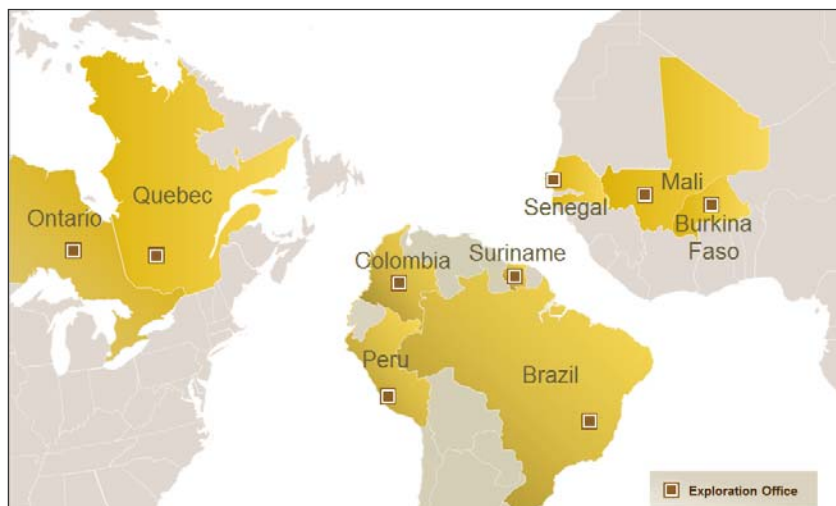 Quebec
Ontario
Mali
Senegal
Burkina
Faso
Suriname
Colombia
Peru
Brazil
Exploration Office